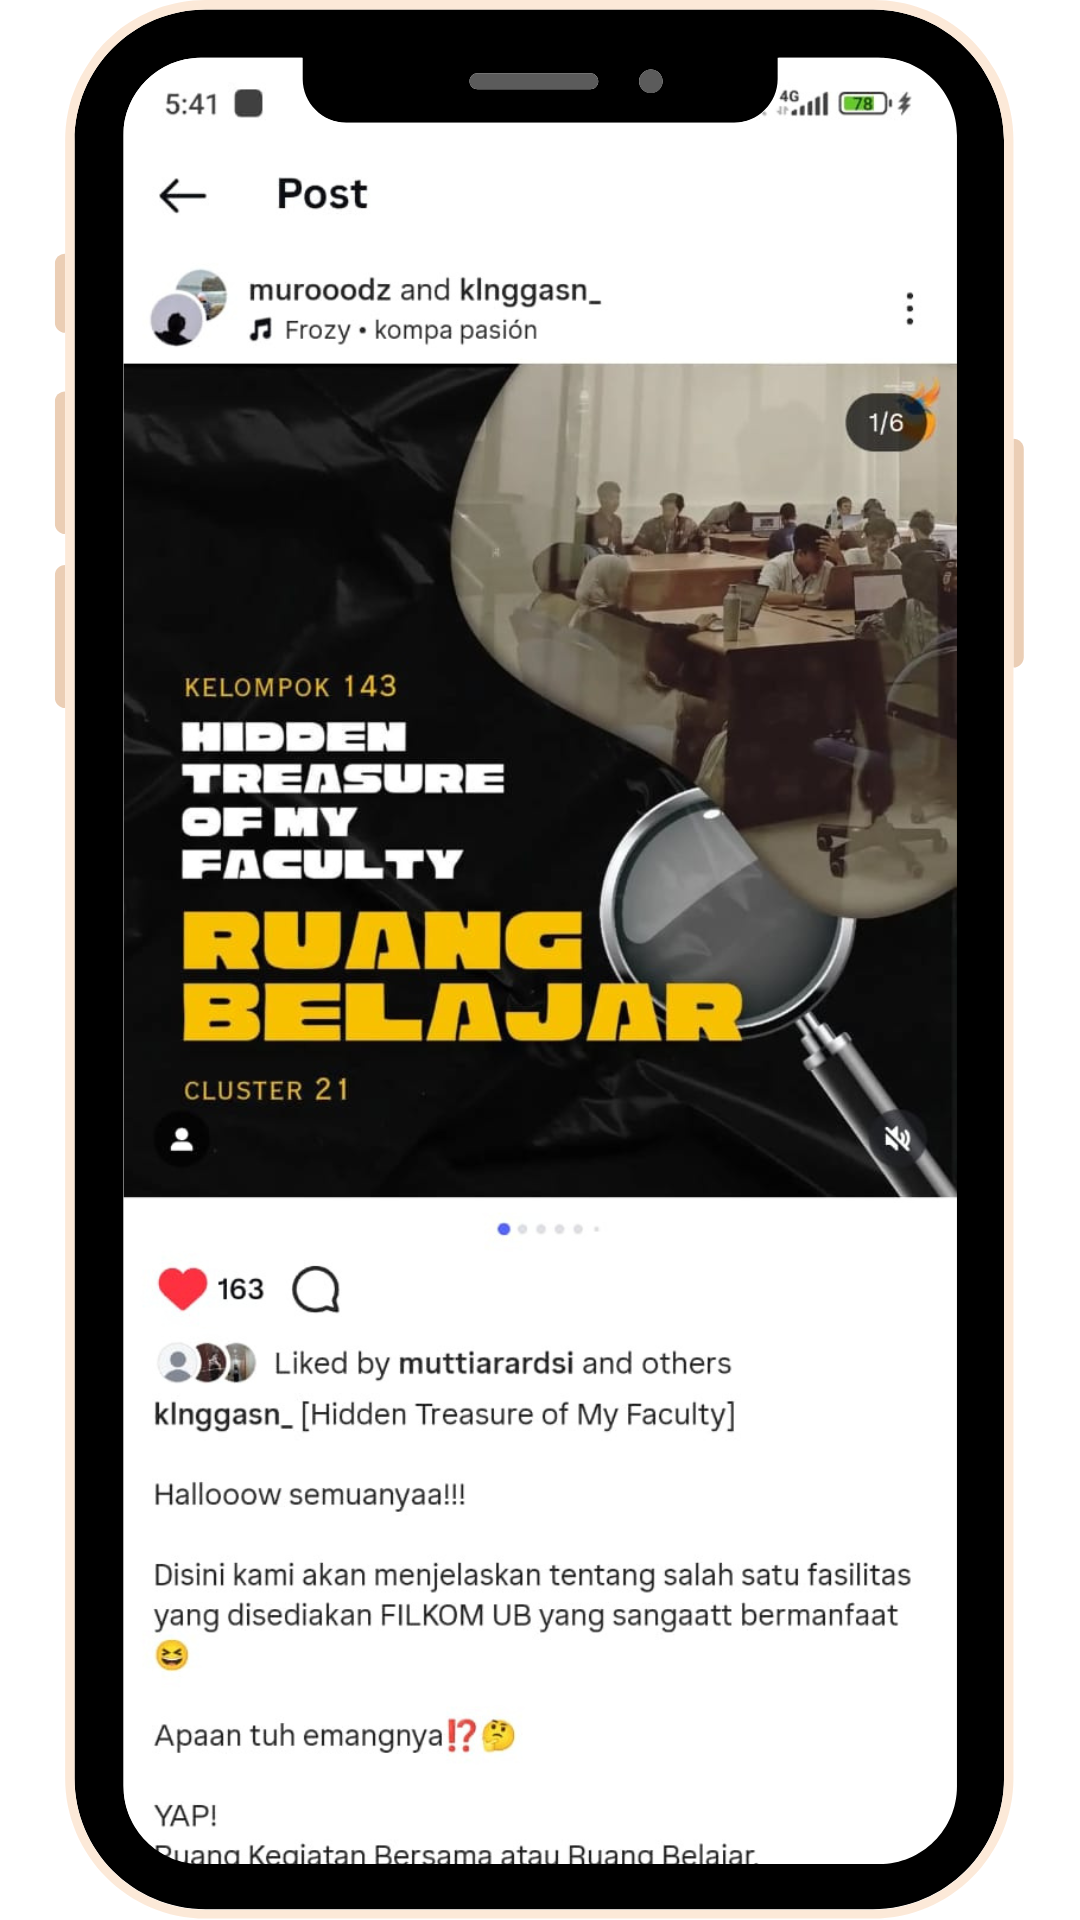 5:41
4G
78
Post
murooodz and klnggasn_
Frozy • kompa pasión
1/6
KELOMPOK 143
HIDDEN
TREASURE
OF MY
FACULTY
RUANG
BELAJAR
CLUSTER 21
163
Liked by muttiarardsi and others
klnggasn_ [Hidden Treasure of My Faculty]
Hallooow semuanyaa!!!
Disini kami akan menjelaskan tentang salah satu fasilitas
yang disediakan FILKOM UB yang sangaatt bermanfaat
😆
Apaan tuh emangnya⁉️🤔
YAP!
Ruang Kegiatan Bersama atau Ruang Belajar